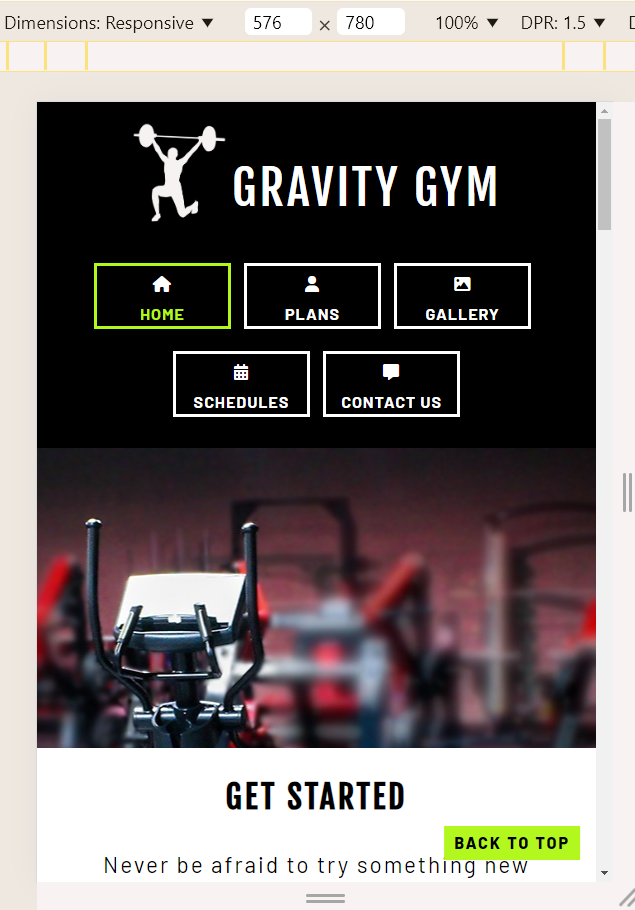 Dimensions: Responsive ▼ 576 × 780 100% ▼ DPR: 1.5 ▼
GRAVITY GYM
HOME PLANS GALLERY
SCHEDULES CONTACT US
GET STARTED
BACK TO TOP
Never be afraid to try something new